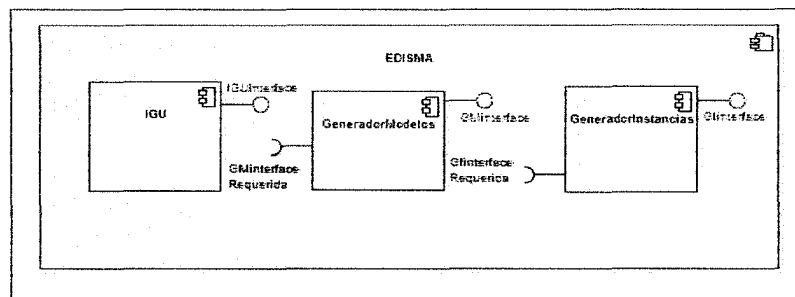 EDISMA
IGU
IGUInterface
GMinterface
Requerida
GeneradorModelos
GMinterface
GIinterface
Requerida
GeneradorInstancias
GIinterface